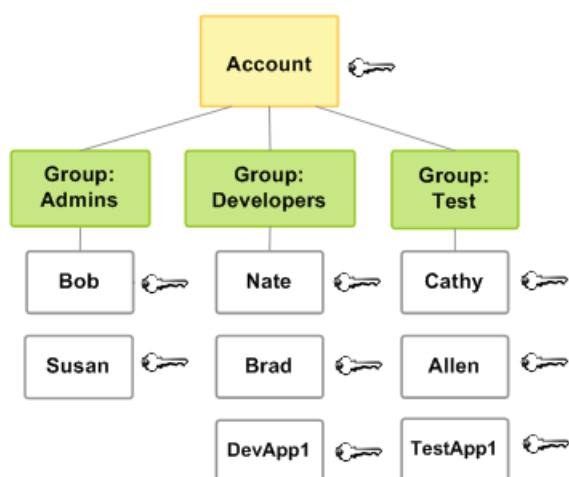 Account
Group:
Admins
Group:
Developers
Group:
Test
Bob
Nate
Cathy
Susan
Brad
Allen
DevApp1
TestApp1